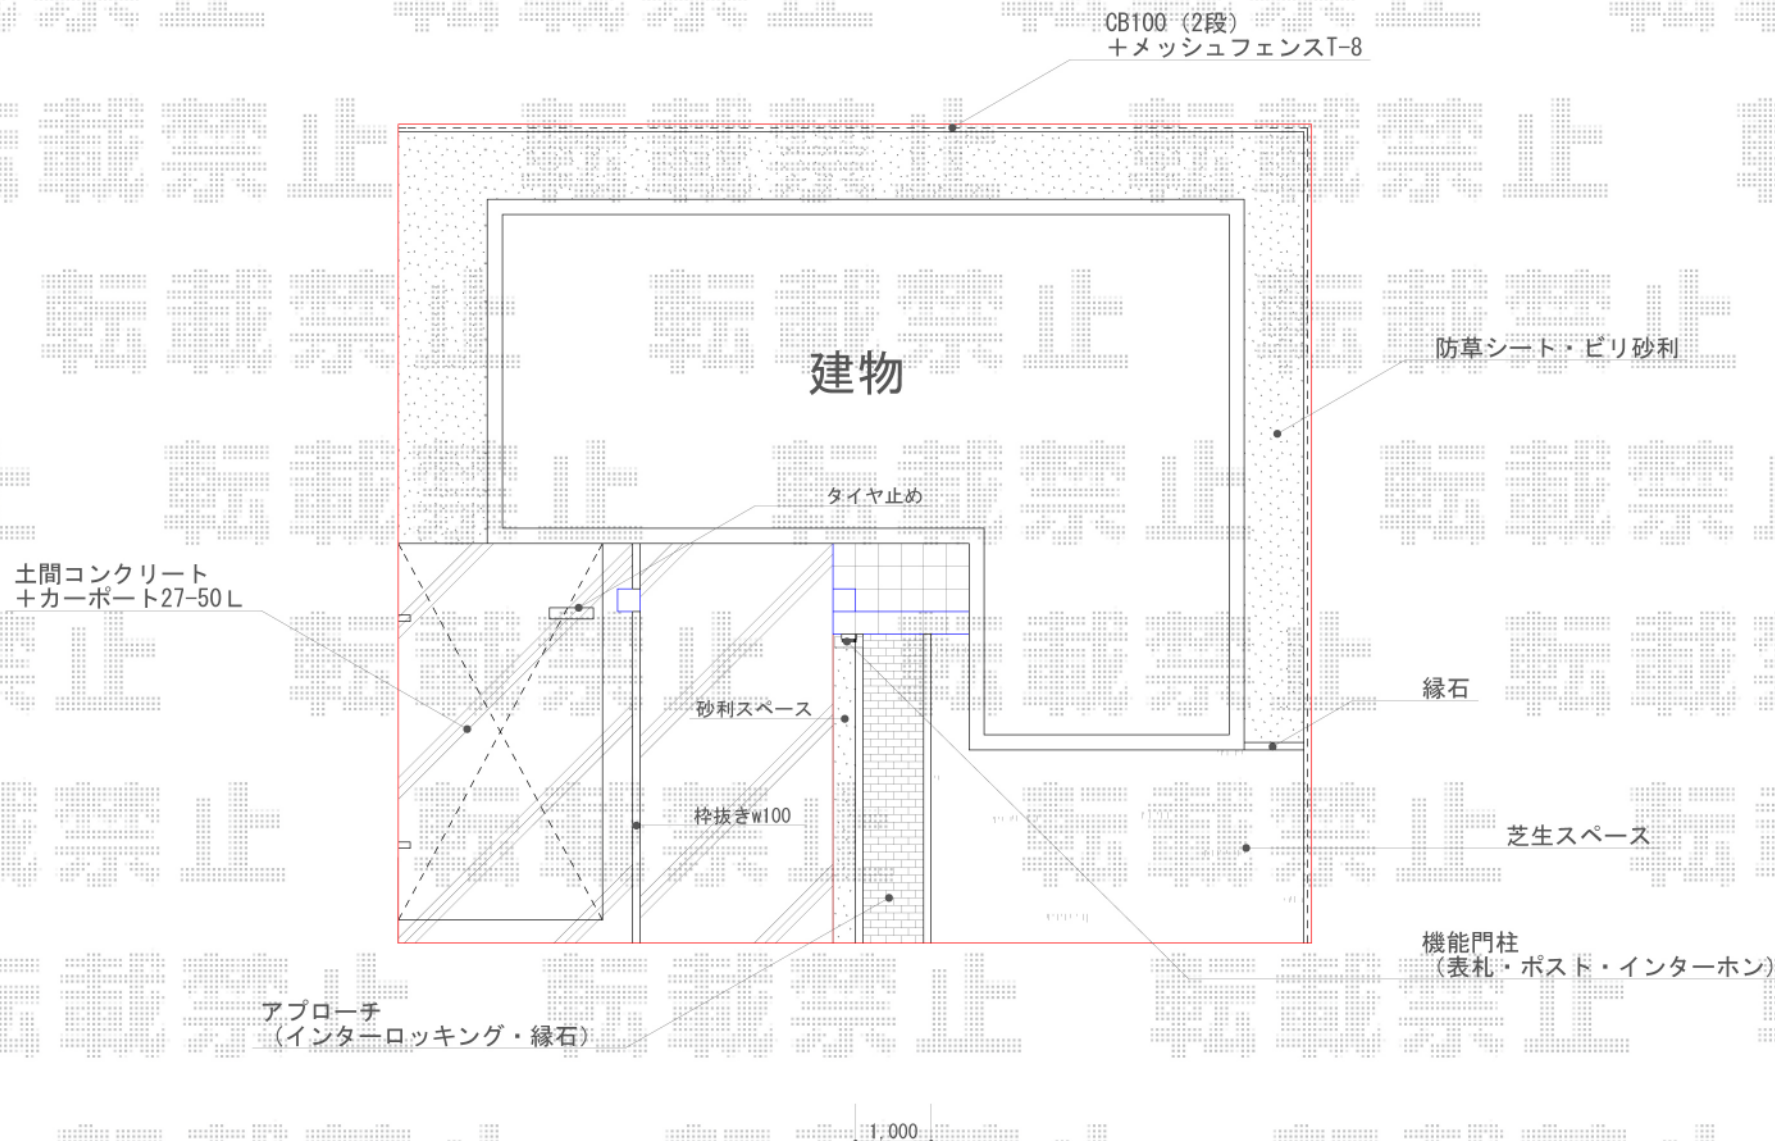 CB100（2段）
＋メッシュフェンスT-8
防草シート・ビリ砂利
建物
タイヤ止め
土間コンクリート
＋カーポート27-50L
縁石
砂利スペース
枠抜きw100
芝生スペース
機能門柱
（表札・ポスト・インターホン）
アプローチ
（インターロッキング・縁石）
1,000
転載禁止